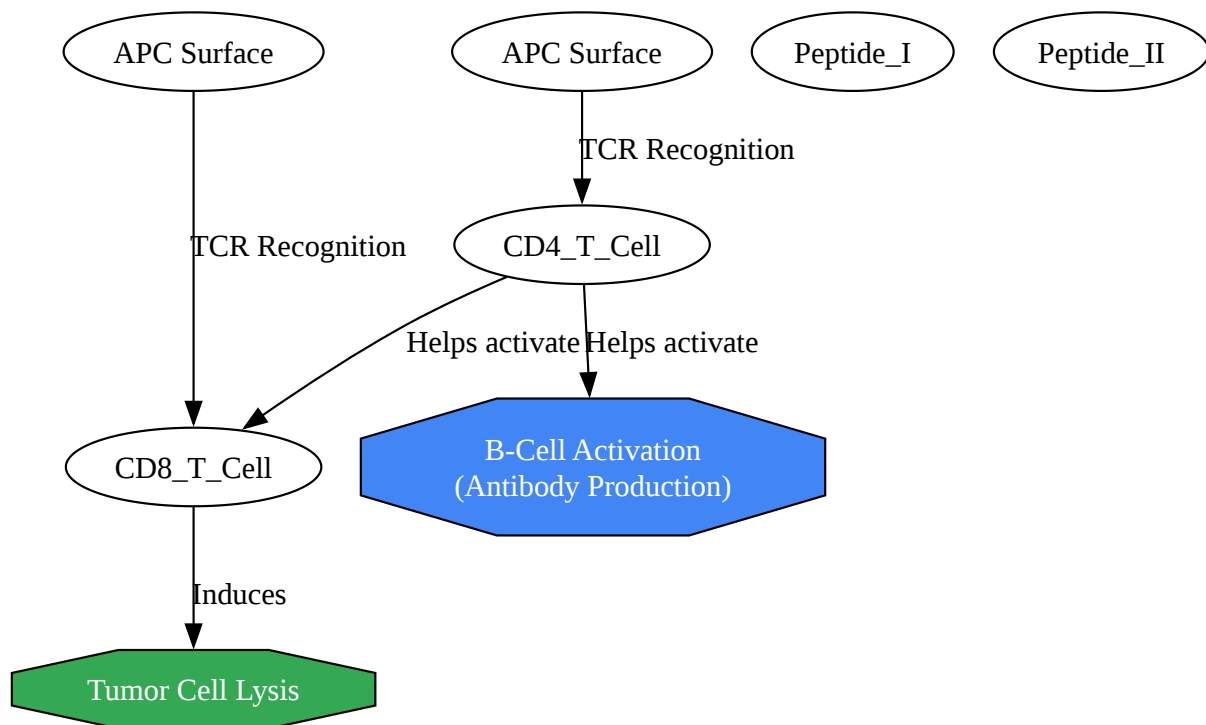 APC Surface
APC Surface
Peptide_I
Peptide_II
TCR Recognition
CD4_T_Cell
TCR Recognition
Helps activate
Helps activate
B-Cell Activation
(Antibody Production)
CD8_T_Cell
Induces
Tumor Cell Lysis